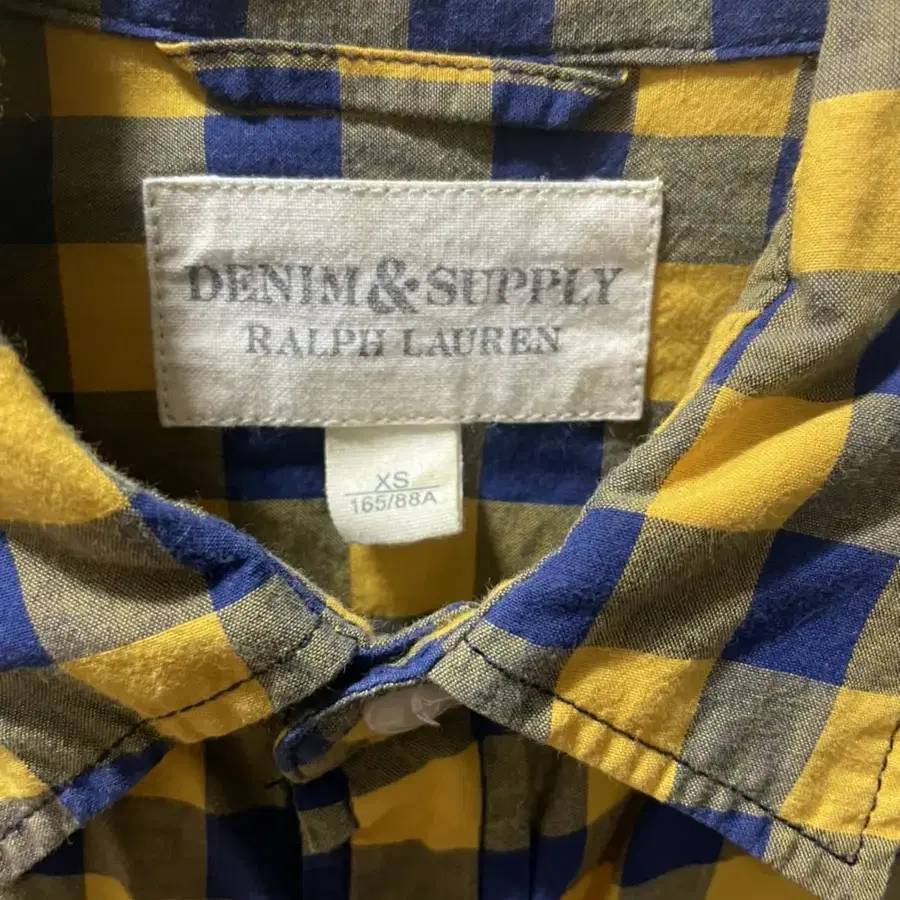 DENIM & SUPPLY
RALPH LAUREN
XS
165/88A